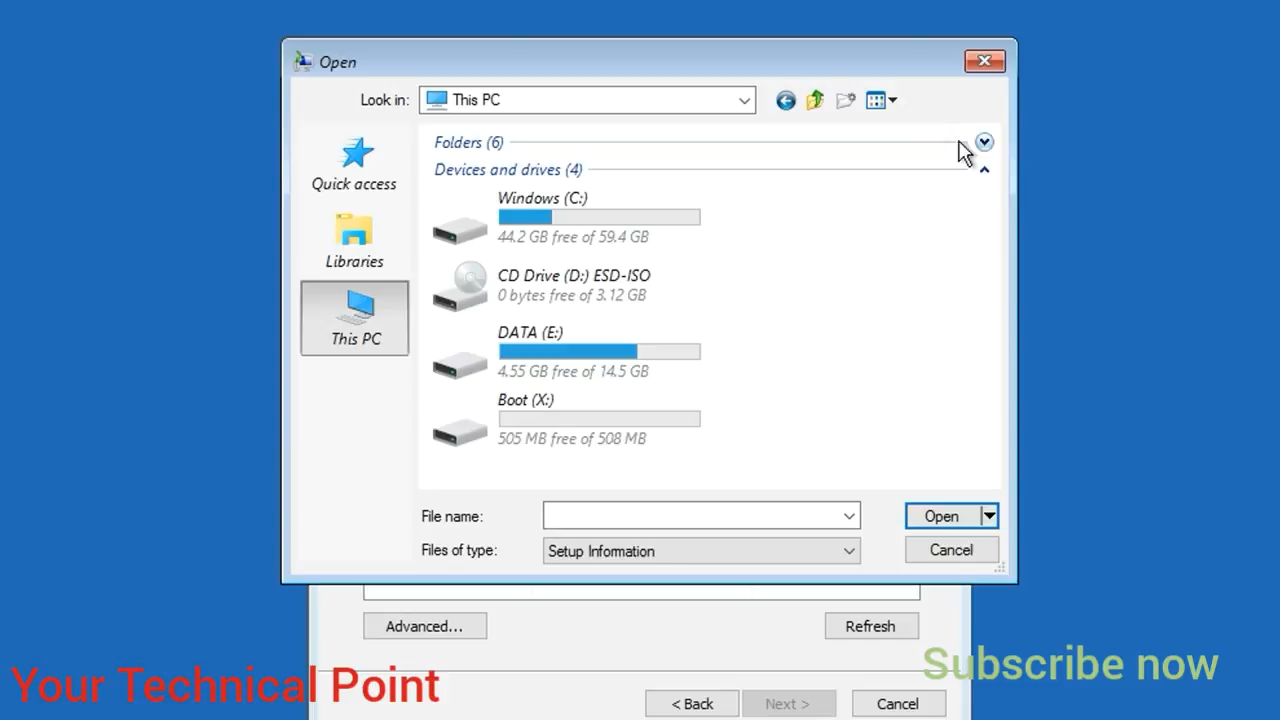 Open
Look in:
This PC
Quick access
Libraries
This PC
Folders (6)
Devices and drives (4)
Windows (C:)
44.2 GB free of 59.4 GB
CD Drive (D:) ESD-ISO
0 bytes free of 3.12 GB
DATA (E:)
4.55 GB free of 14.5 GB
Boot (X:)
505 MB free of 508 MB
File name:
Open
Files of type:
Setup Information
Cancel
Advanced...
Refresh
Your Technical Point
Subscribe now
< Back
Next >
Cancel